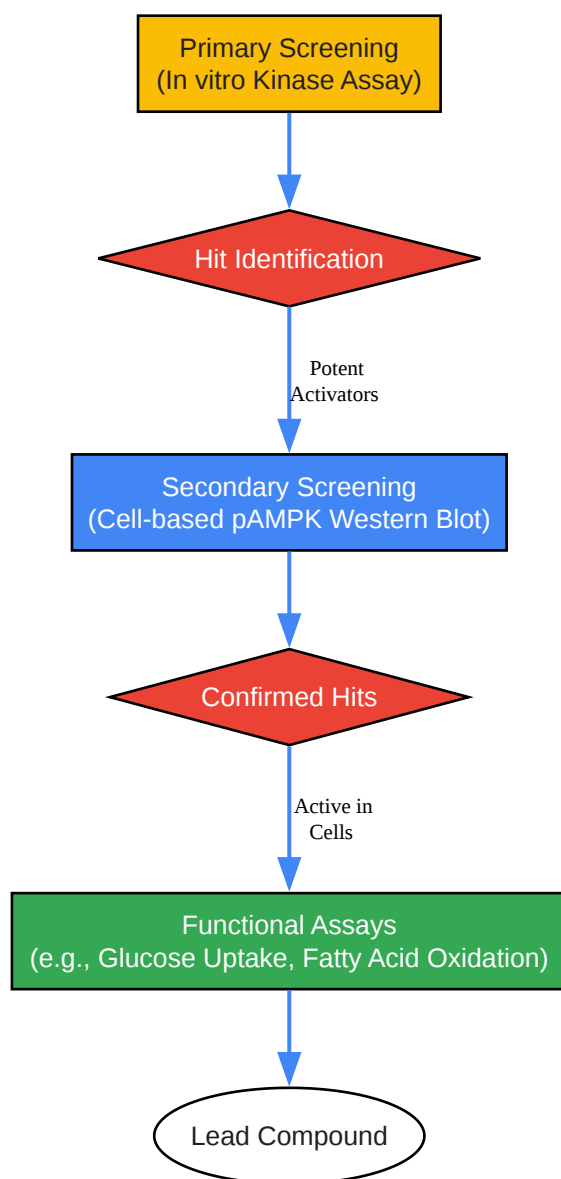 Primary Screening
(In vitro Kinase Assay)
Hit Identification
Potent
Activators
Secondary Screening
(Cell-based pAMPK Western Blot)
Confirmed Hits
Active in
Cells
Functional Assays
(e.g., Glucose Uptake, Fatty Acid Oxidation)
Lead Compound